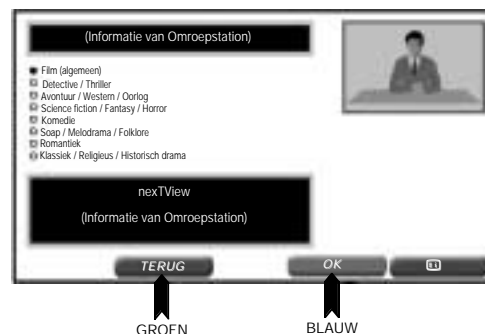 (Informatie van Omroepstation)
Film (algemeen)
Detective / Thriller
Avontuur / Western / Oorlog
Science fiction / Fantasy / Horror
Komedie
Soap / Melodrama / Folklore
Romantiek
Klassiek / Religieus / Historisch drama
nexTView
(Informatie van Omroepstation)
TERUG OK
GROEN BLAUW